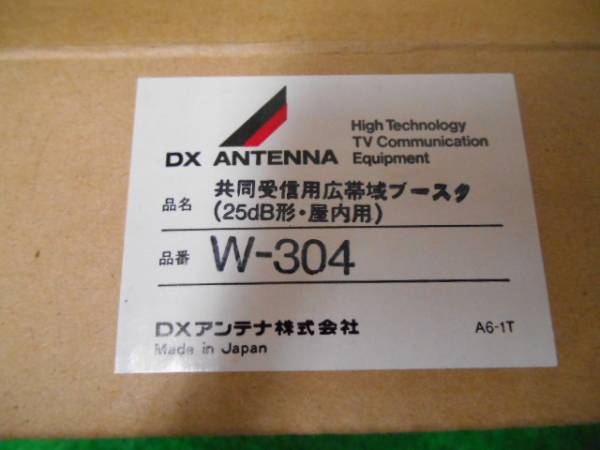 DX ANTENNA
High Technology
TV Communication
Equipment
品名 共同受信用広帯域ブースタ
(25dB形・屋内用)
品番 W-304
DXアンテナ株式会社
Made in Japan
A6-1T